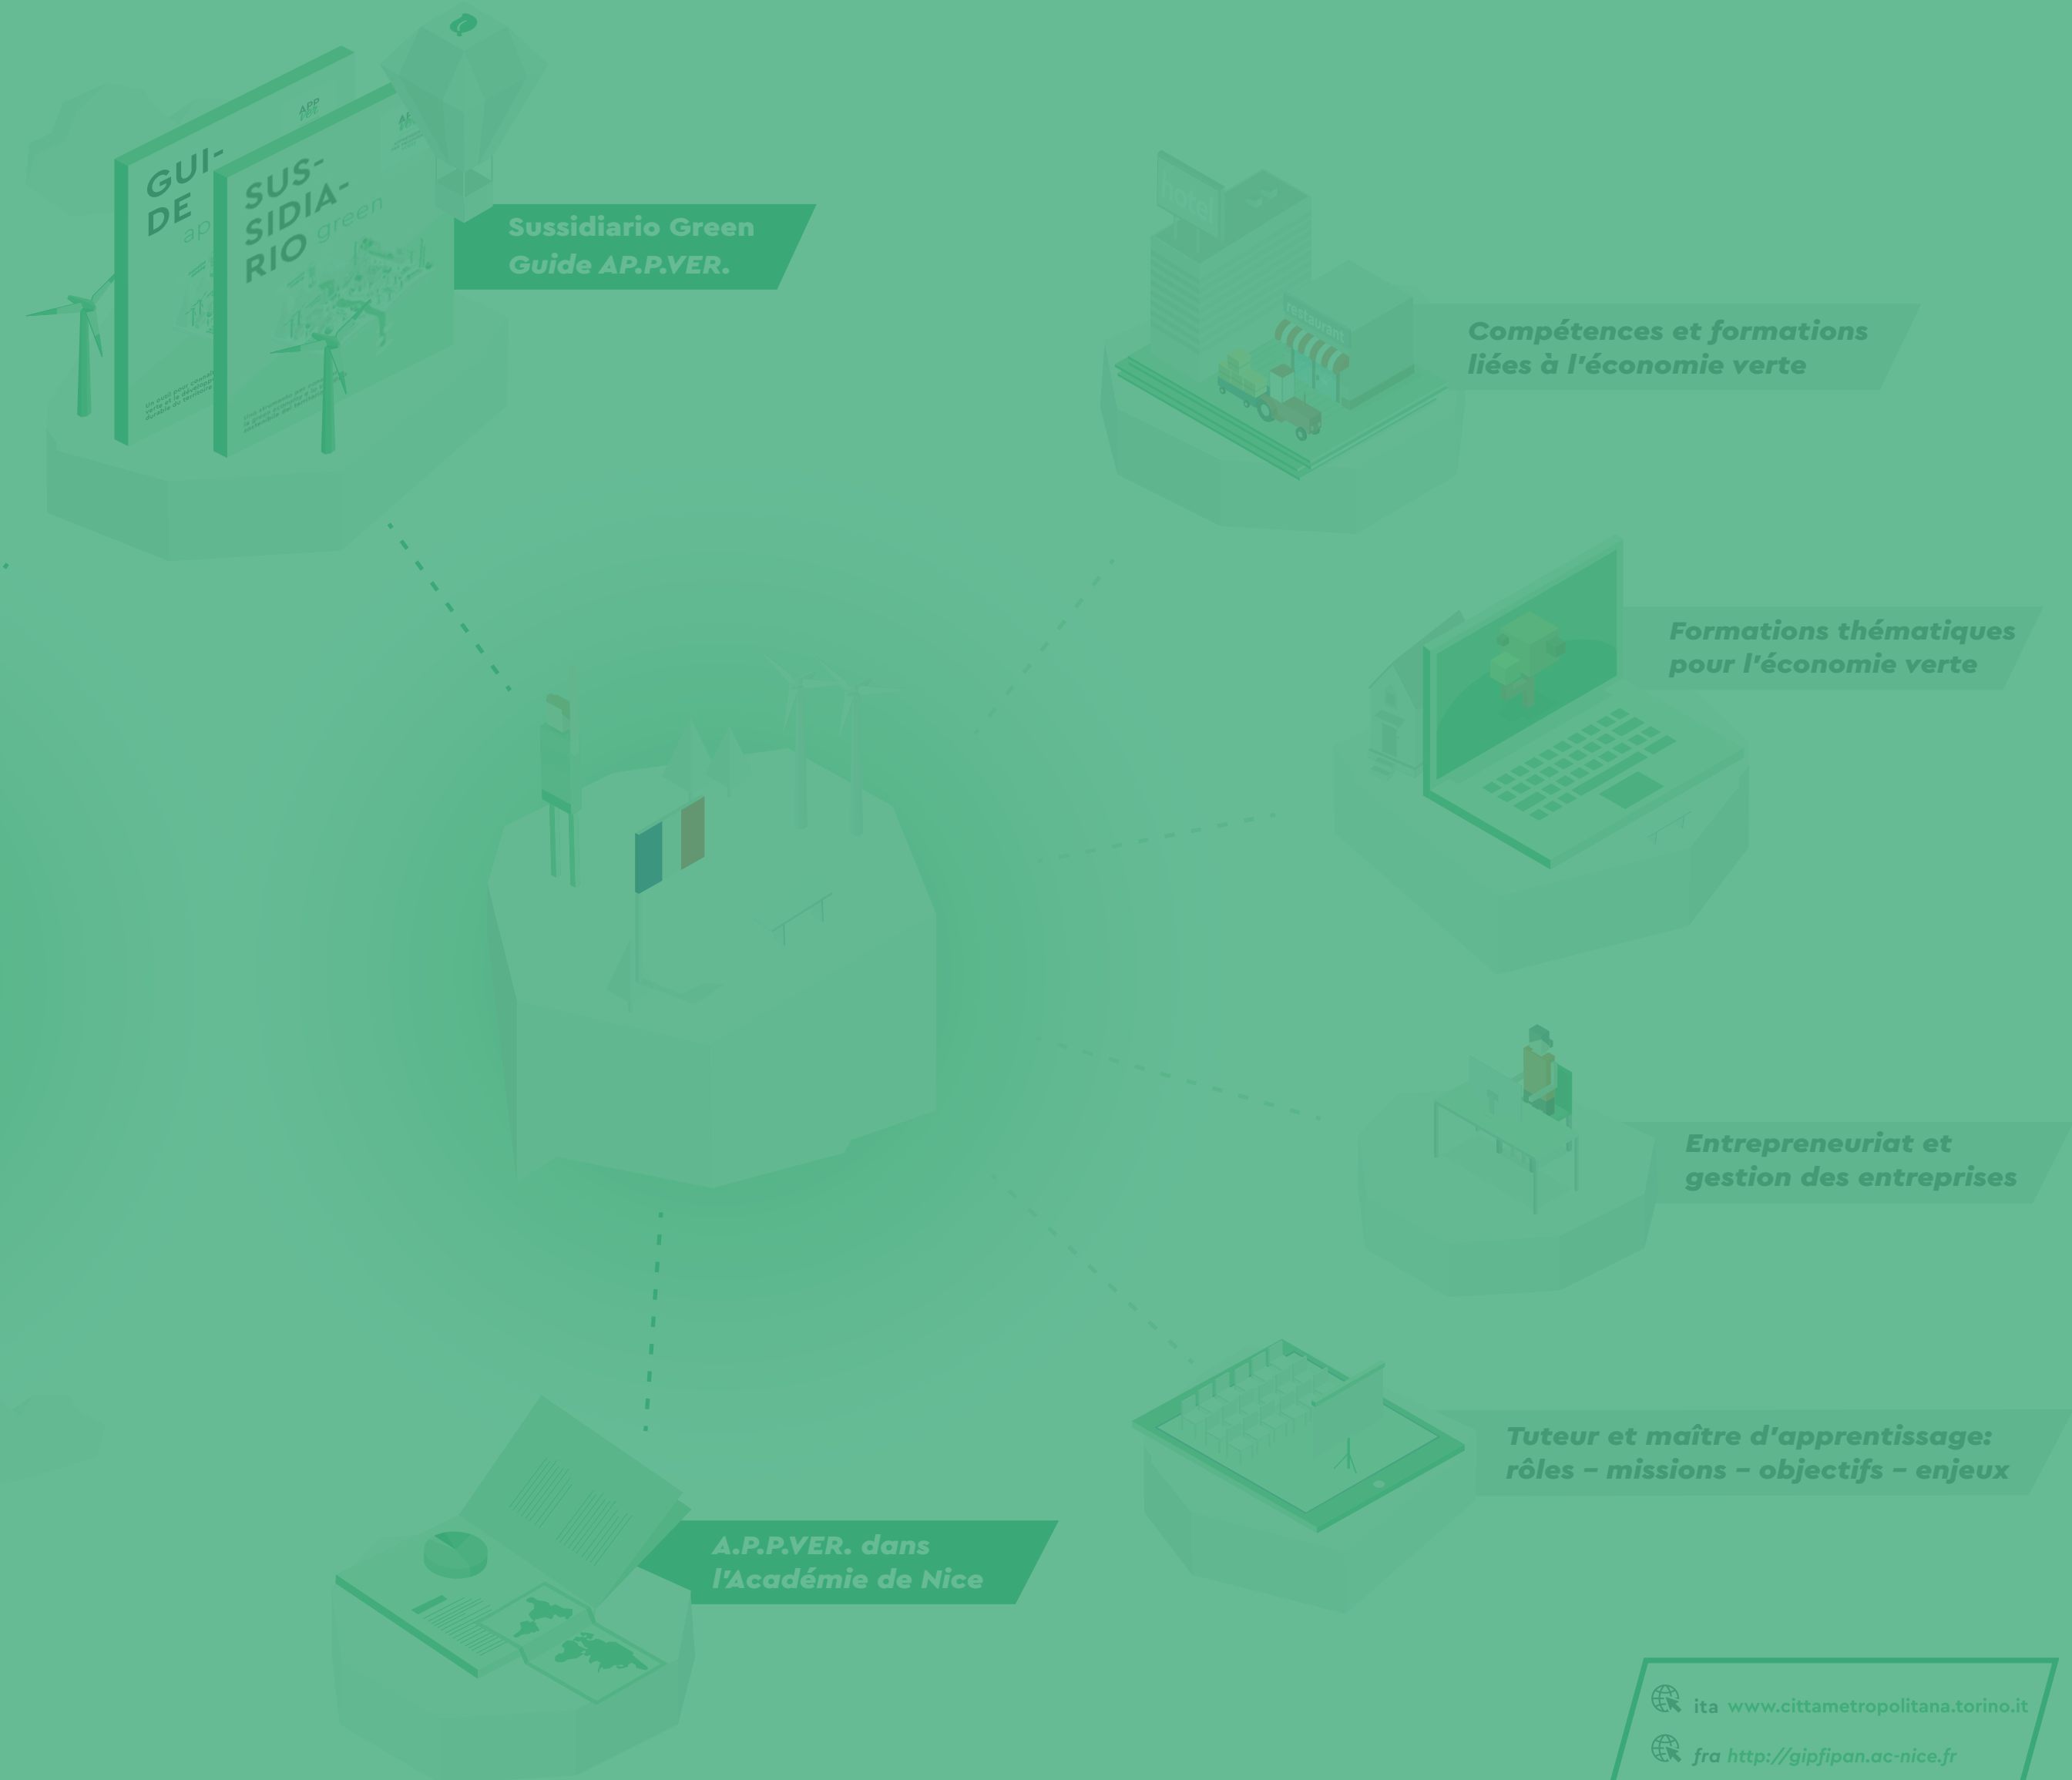 APP
GUI-
DE
ap
SUS-
SIDIA-
RIO green
Sussidiario Green
Guide AP.P.VER.
hotel
restaurant
Compétences et formations
liées à l'économie verte
Formations thématiques
pour l'économie verte
Entrepreneuriat et
gestion des entreprises
Tuteur et maître d'apprentissage:
rôles – missions – objectifs – enjeux
A.P.P.VER. dans
l'Académie de Nice
ita www.cittametropolitana.torino.it
fra http://gipfipan.ac-nice.fr